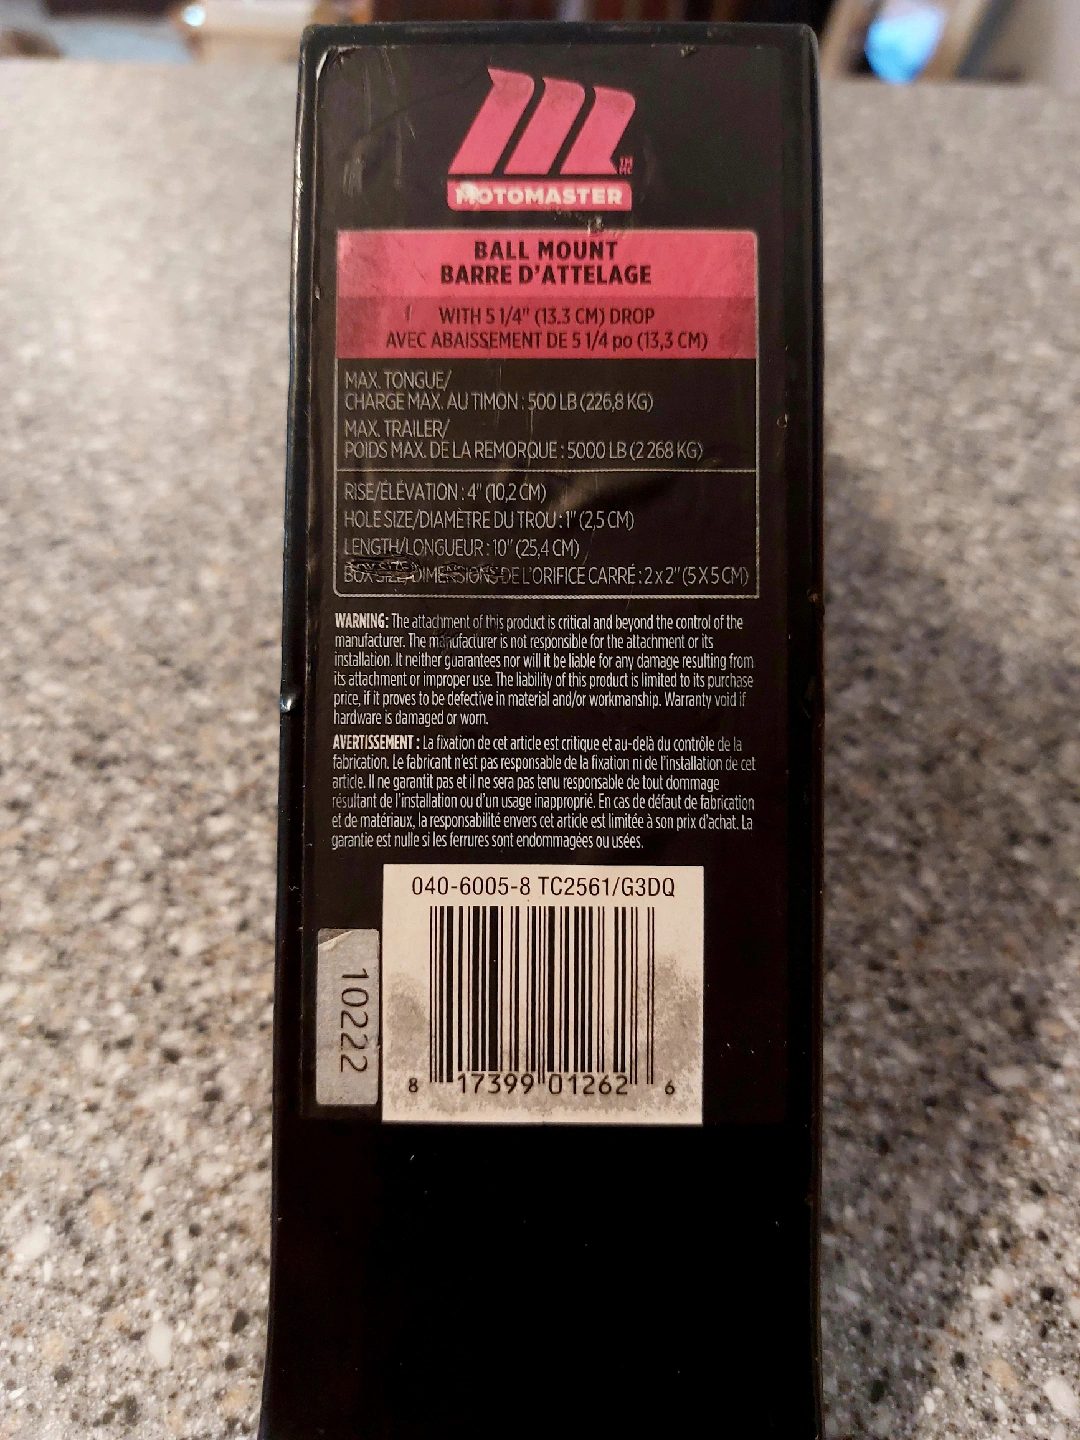 TM
MC
MOTOMASTER
BALL MOUNT
BARRE D'ATTELAGE
WITH 5 1/4" (13.3 CM) DROP
AVEC ABAISSEMENT DE 5 1/4 po (13,3 CM)
MAX. TONGUE/
CHARGE MAX. AU TIMON : 500 LB (226,8 KG)
MAX. TRAILER/
POIDS MAX. DE LA REMORQUE : 5000 LB (2 268 KG)
RISE/ÉLÉVATION : 4" (10,2 CM)
HOLE SIZE/DIAMÈTRE DU TROU : 1" (2,5 CM)
LENGTH/LONGUEUR : 10" (25,4 CM)
BOX SIZE/DIMENSIONS DE L'ORIFICE CARRÉ : 2 x 2" (5 X 5 CM)
WARNING: The attachment of this product is critical and beyond the control of the
manufacturer. The manufacturer is not responsible for the attachment or its
installation. It neither guarantees nor will it be liable for any damage resulting from
its attachment or improper use. The liability of this product is limited to its purchase
price, if it proves to be defective in material and/or workmanship. Warranty void if
hardware is damaged or worn.
AVERTISSEMENT : La fixation de cet article est critique et au-delà du contrôle de la
fabrication. Le fabricant n'est pas responsable de la fixation ni de l'installation de cet
article. Il ne garantit pas et il ne sera pas tenu responsable de tout dommage
résultant de l'installation ou d'un usage inapproprié. En cas de défaut de fabrication
et de matériaux, la responsabilité envers cet article est limitée à son prix d'achat. La
garantie est nulle si les ferrures sont endommagées ou usées.
040-6005-8 TC2561/G3DQ
10222
8 17399 01262 6